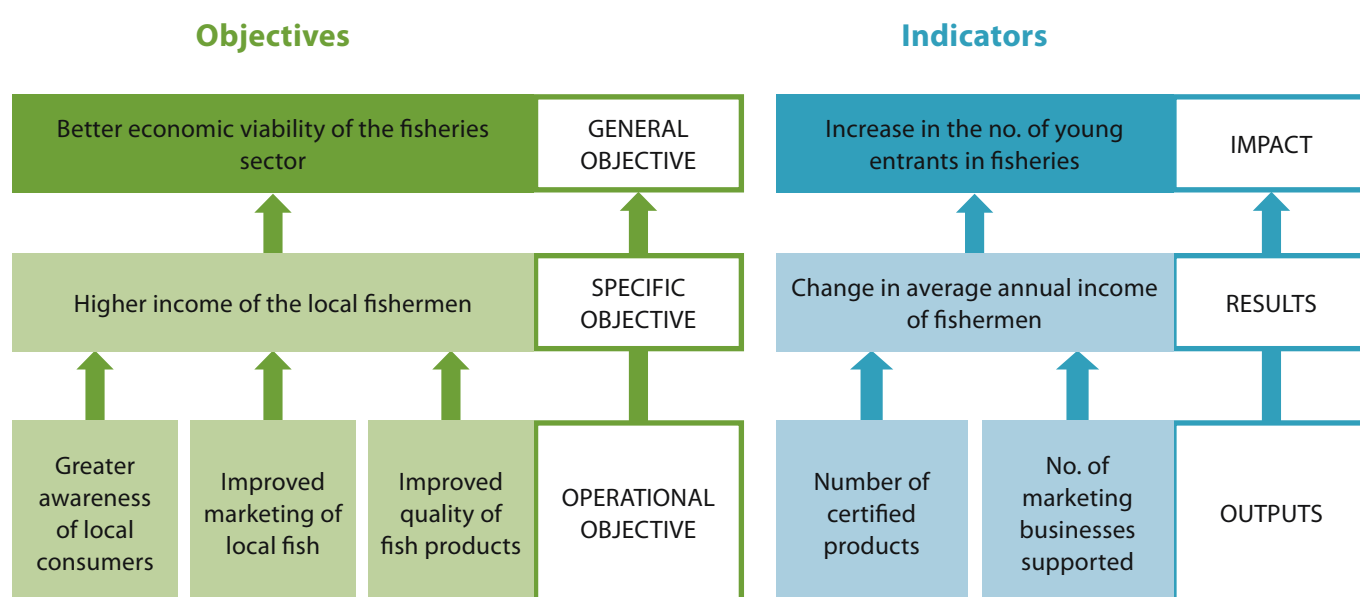 Objectives
Indicators
Better economic viability of the fisheries
sector
GENERAL
OBJECTIVE
Increase in the no. of young
entrants in fisheries
IMPACT
Higher income of the local fishermen
SPECIFIC
OBJECTIVE
Change in average annual income
of fishermen
RESULTS
Greater
awareness
of local
consumers
Improved
marketing of
local fish
Improved
quality of
fish products
OPERATIONAL
OBJECTIVE
Number of
certified
products
No. of
marketing
businesses
supported
OUTPUTS